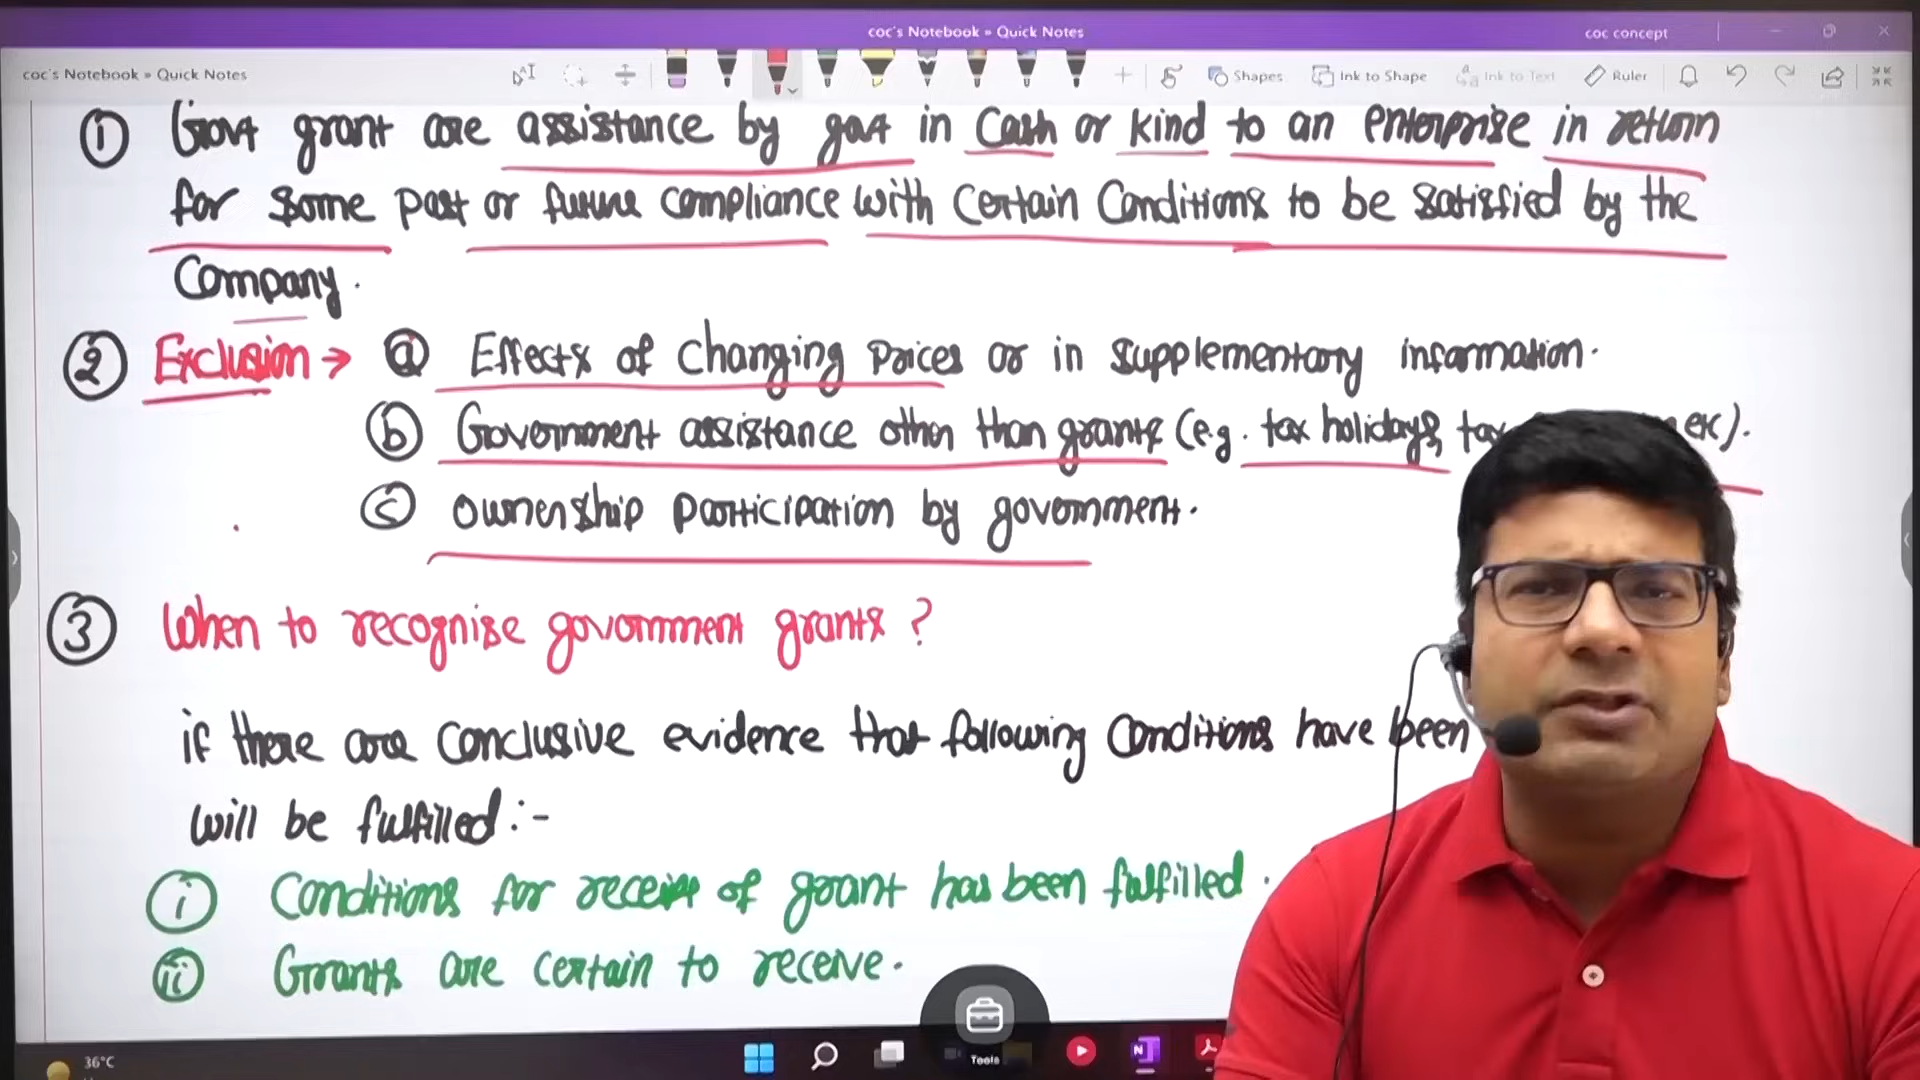 coc's Notebook » Quick Notes
coc concept
coc's Notebook » Quick Notes
Shapes
Ink to Shape
Ink to Text
Ruler
① Govt grant are assistance by govt in Cash or kind to an enterprise in return
for some past or future compliance with certain Conditions to be satisfied by the
Company.
② Exclusion → ⓐ Effects of changing prices or in supplementary information.
ⓑ Government assistance other than grants (e.g. tax holidays, tax etc).
ⓒ ownership participation by government.
③ When to recognise government grants ?
if there are conclusive evidence that following Conditions have been
will be fulfilled :-
ⓘ Conditions for receipt of grant has been fulfilled.
ii Grants are certain to receive.
Tools
36°C